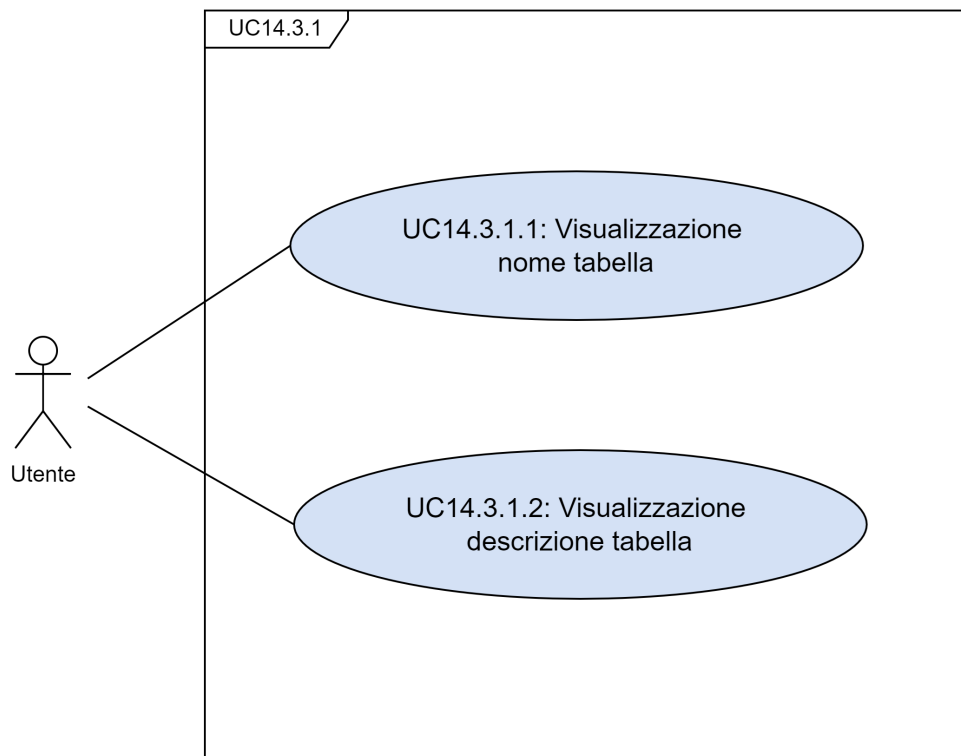 UC14.3.1
UC14.3.1.1: Visualizzazione
nome tabella
Utente
UC14.3.1.2: Visualizzazione
descrizione tabella